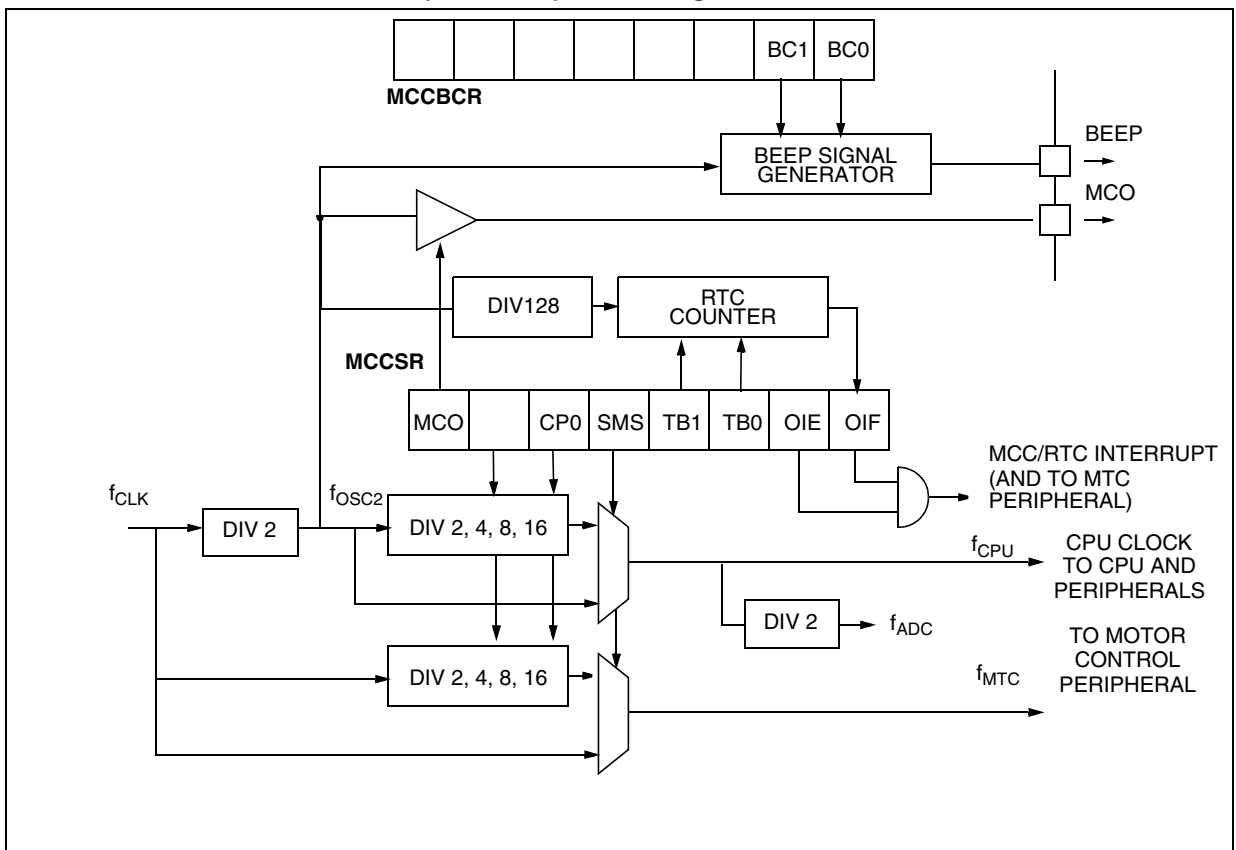 BC1 BC0
MCCBCR
BEEP SIGNAL
GENERATOR
BEEP
MCO
DIV128
RTC
COUNTER
MCCSR
MCO CP0 SMS TB1 TB0 OIE OIF
MCC/RTC INTERRUPT
(AND TO MTC
PERIPHERAL)
fCLK
DIV 2
fOSC2
DIV 2, 4, 8, 16
fCPU
CPU CLOCK
TO CPU AND
PERIPHERALS
DIV 2
fADC
DIV 2, 4, 8, 16
fMTC
TO MOTOR
CONTROL
PERIPHERAL